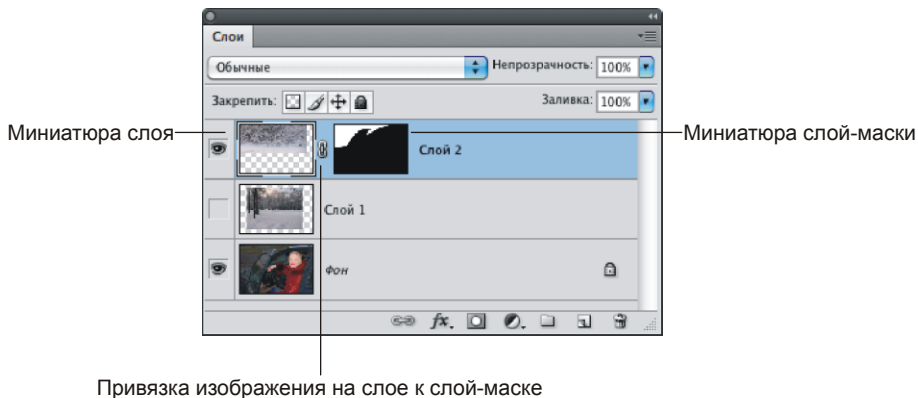 Слои
Обычные Непрозрачность: 100%
Закрепить: Заливка: 100%
Миниатюра слоя Миниатюра слой-маски
Слой 2
Слой 1
Фон
fx.
Привязка изображения на слое к слой-маске